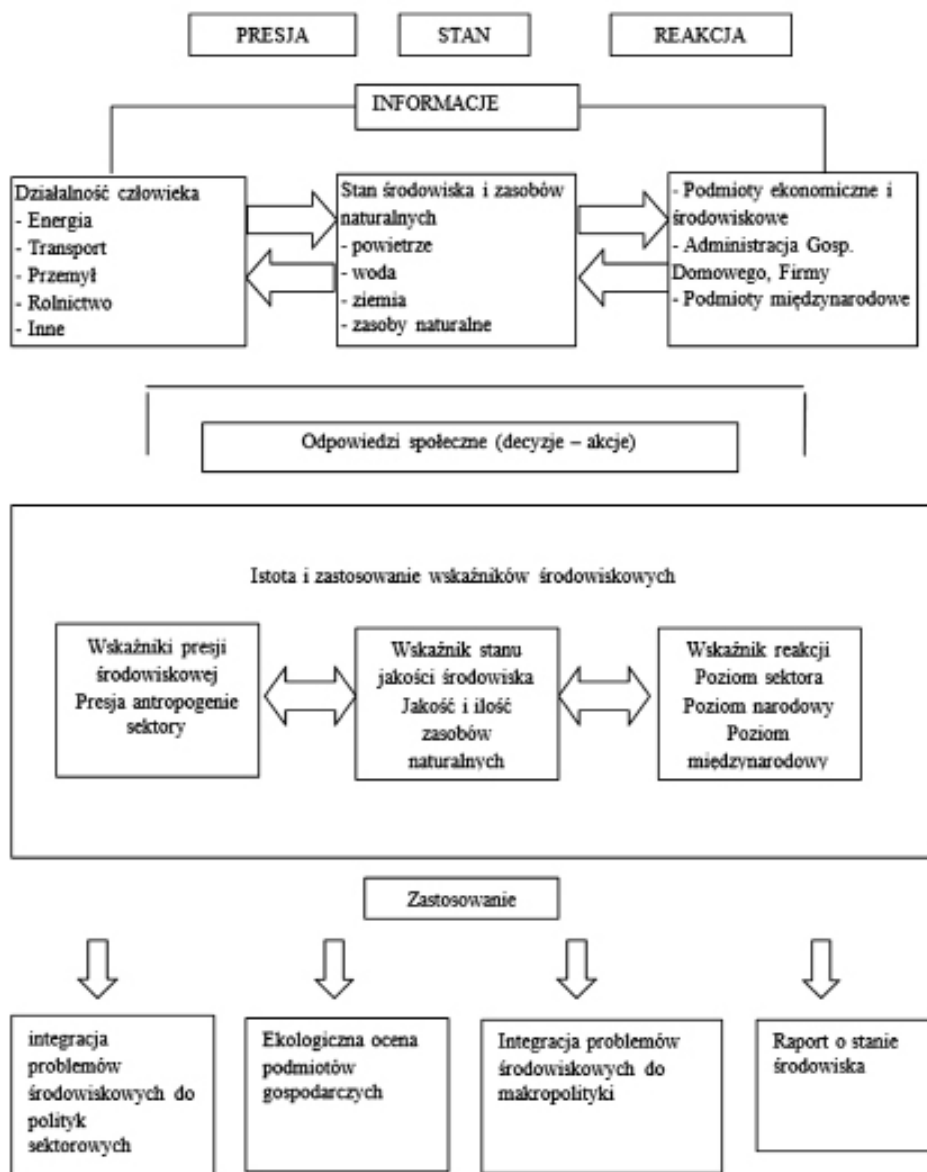 PRESJA
STAN
REAKCJA
INFORMACJE
Działalność człowieka
- Energia
- Transport
- Przemył
- Rolnictwo
- Inne
Stan środowiska i zasobów
naturalnych
- powietrze
- woda
- ziemia
- zasoby naturalne
- Podmioty ekonomiczne i
środowiskowe
- Administracja Gosp.
Domowego, Firmy
- Podmioty międzynarodowe
Odpowiedzi społeczne (decyzje – akcje)
Istota i zastosowanie wskaźników środowiskowych
Wskaźniki presji
środowiskowej
Presja antropogenie
sektory
Wskaźnik stanu
jakości środowiska
Jakość i ilość
zasobów
naturalnych
Wskaźnik reakcji
Poziom sektora
Poziom narodowy
Poziom
międzynarodowy
Zastosowanie
integracja
problemów
środowiskowych do
polityk
sektorowych
Ekologiczna ocena
podmiotów
gospodarczych
Integracja problemów
środowiskowych do
makropolityki
Raport o stanie
środowiska